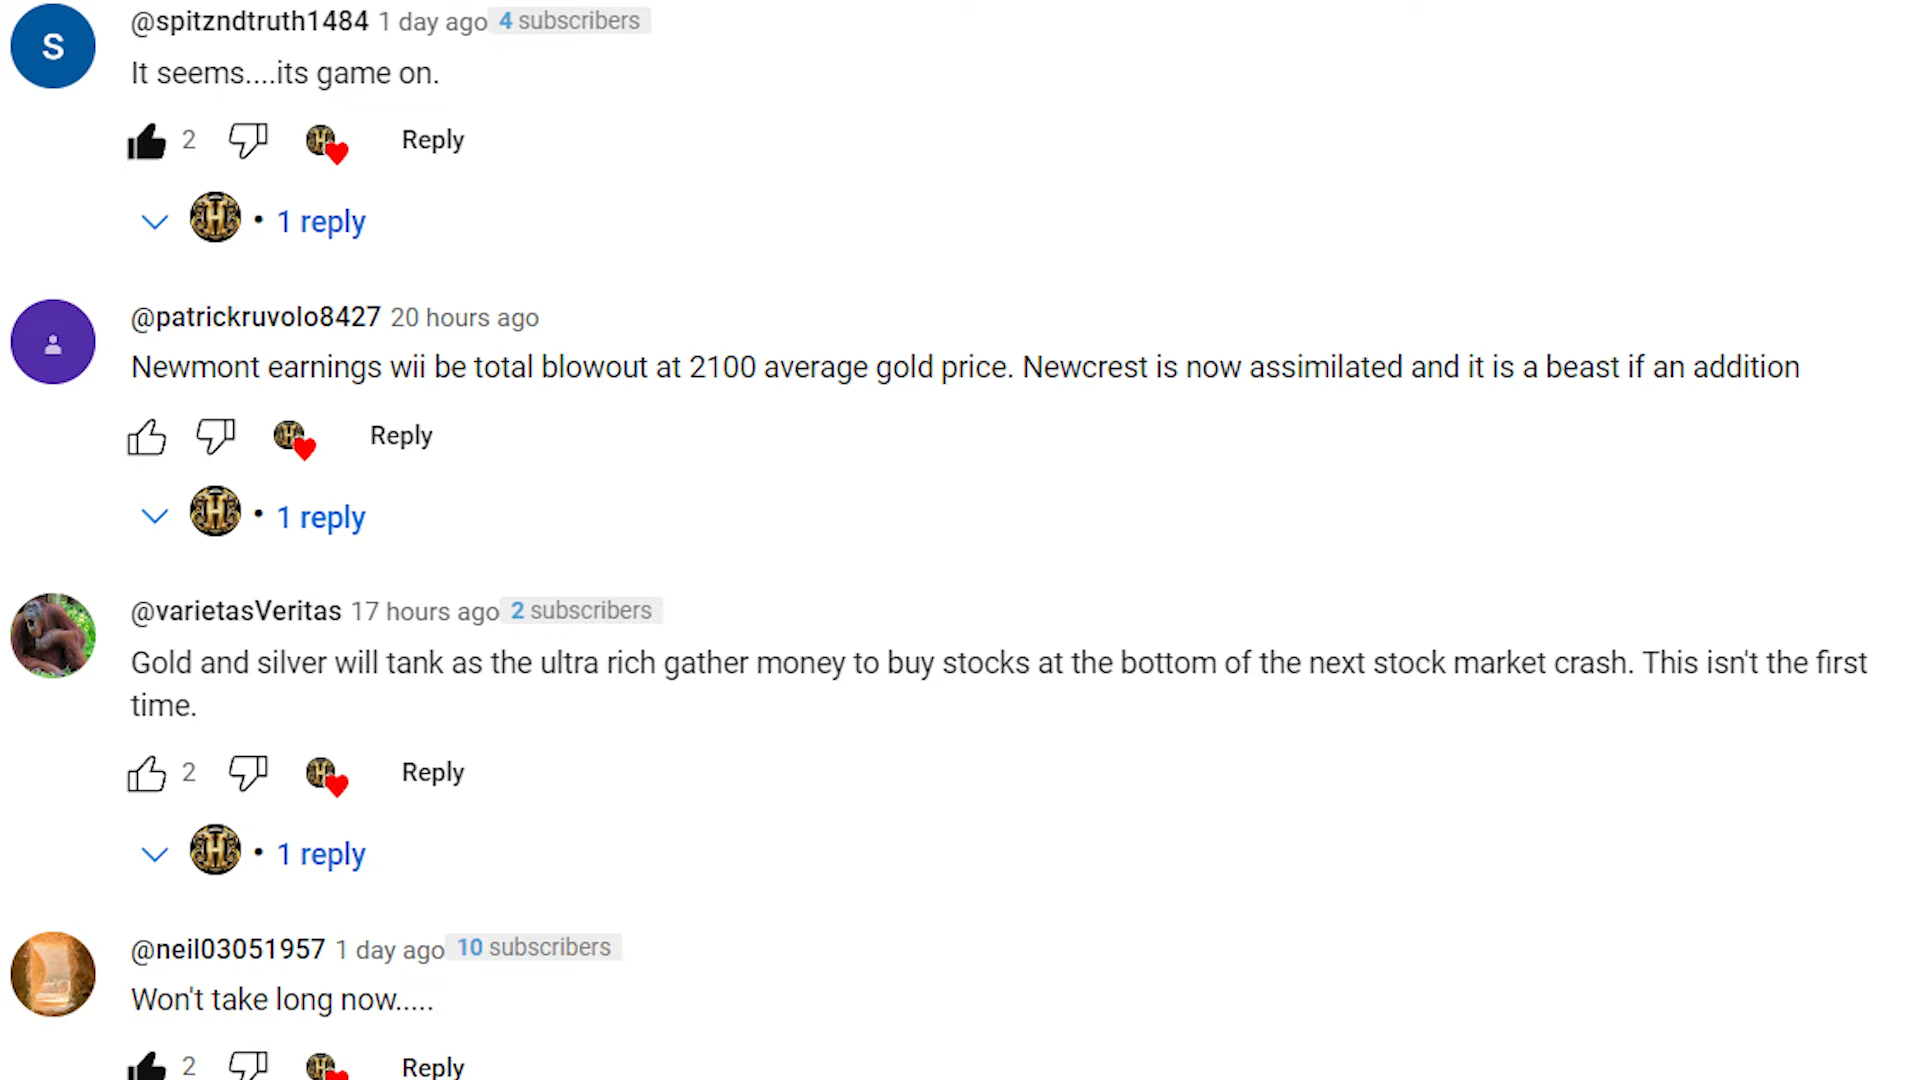 S
@spitzndtruth1484 1 day ago 4 subscribers
It seems....its game on.
2 Reply
H • 1 reply
@patrickruvolo8427 20 hours ago
Newmont earnings wii be total blowout at 2100 average gold price. Newcrest is now assimilated and it is a beast if an addition
Reply
H • 1 reply
@varietasVeritas 17 hours ago 2 subscribers
Gold and silver will tank as the ultra rich gather money to buy stocks at the bottom of the next stock market crash. This isn't the first
time.
2 Reply
H • 1 reply
@neil03051957 1 day ago 10 subscribers
Won't take long now.....
2 Reply